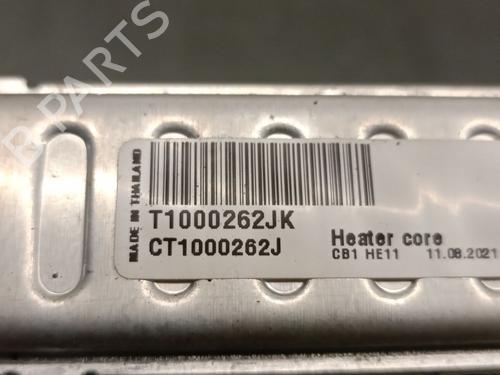 MADE IN THAILAND
T1000262JK
CT1000262J
Heater core
CB1 HE11 11.08.2021
B-PARTS